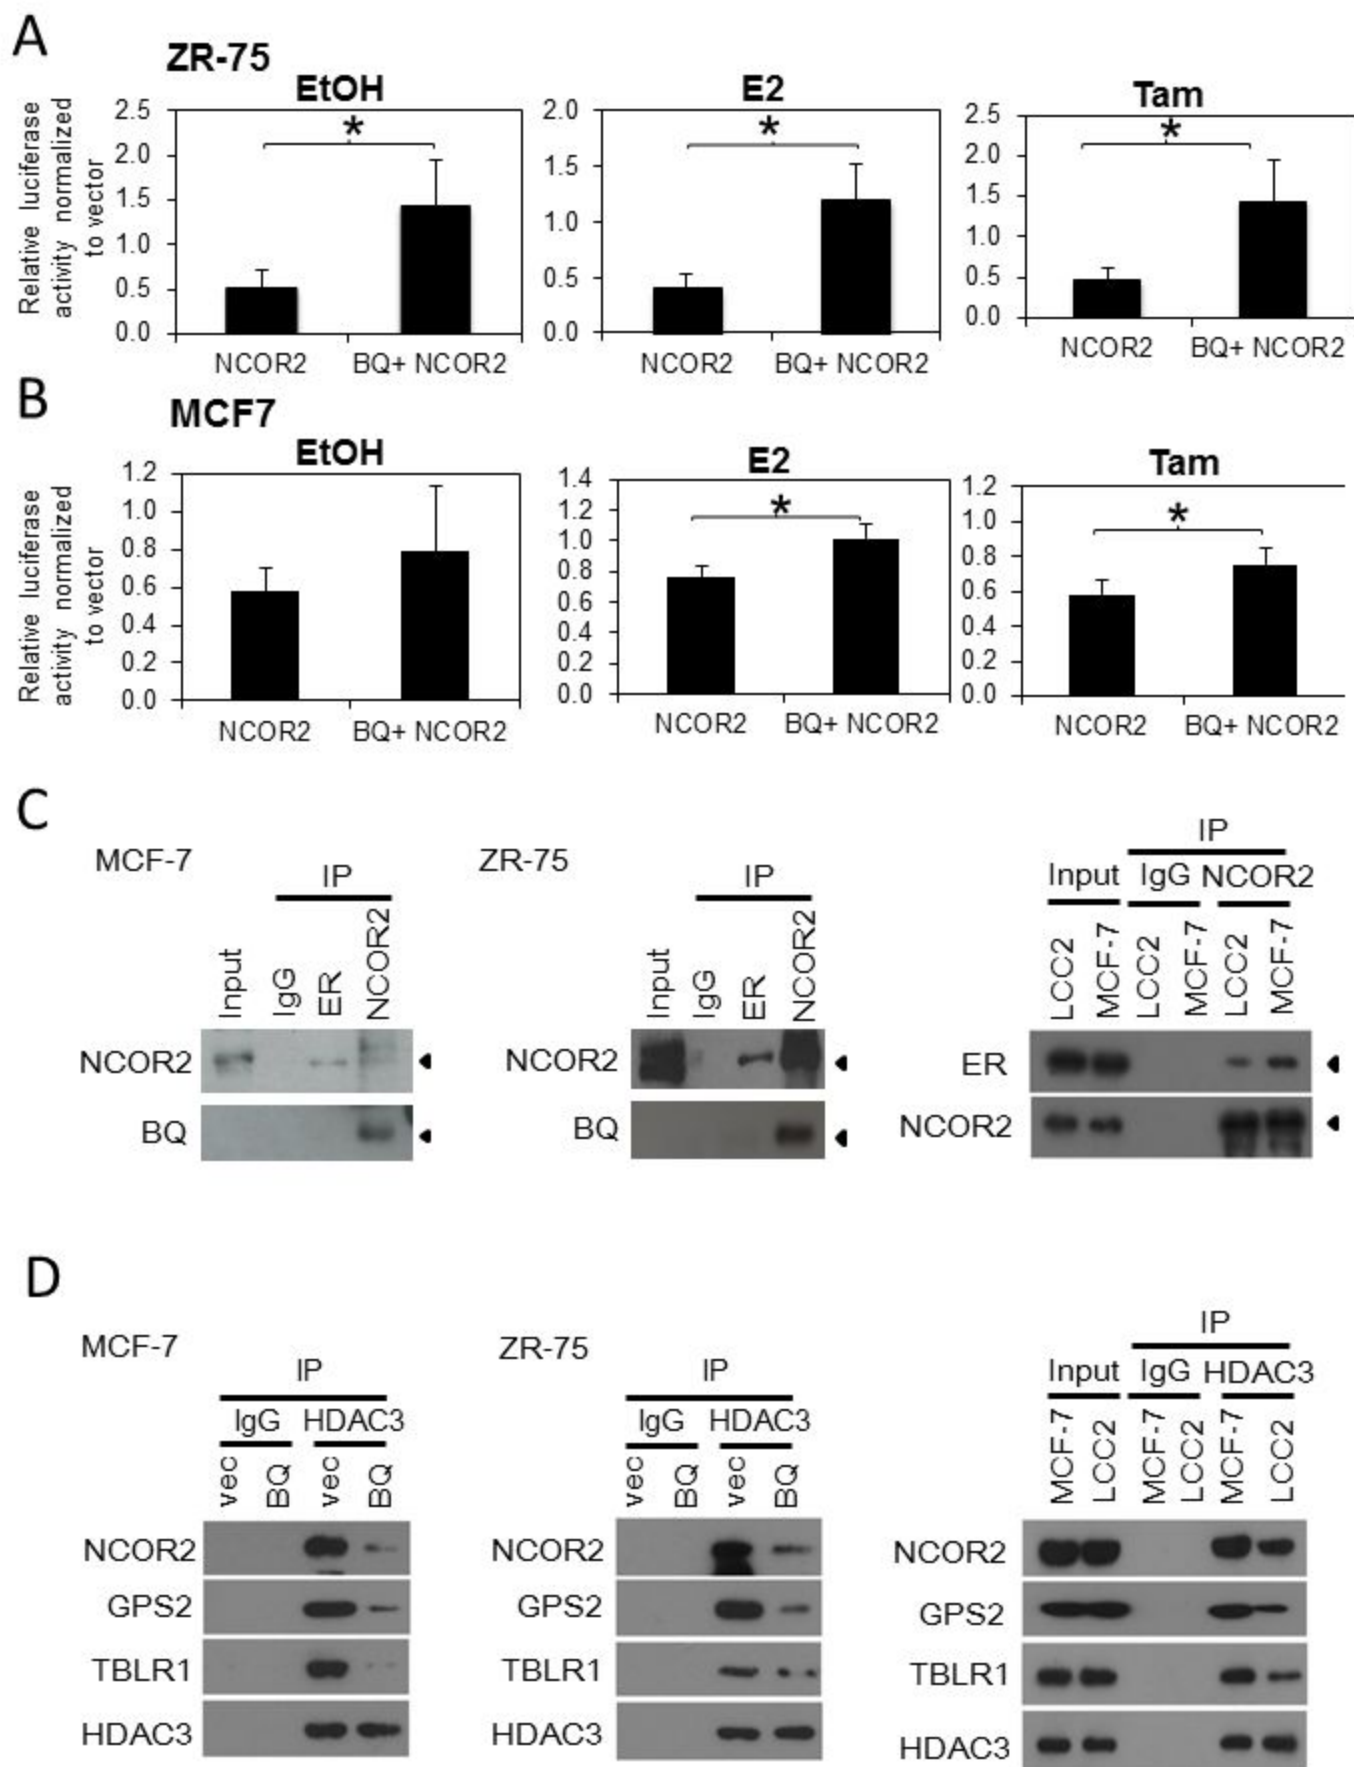 A
ZR-75
EtOH
E2
Tam
Relative luciferase
activity normalized
to vector
2.5
2.0
1.5
1.0
0.5
0.0
NCOR2
BQ+ NCOR2
2.0
1.5
1.0
0.5
0.0
NCOR2
BQ+ NCOR2
2.5
2.0
1.5
1.0
0.5
0.0
NCOR2
BQ+ NCOR2
*
*
*
B
MCF7
EtOH
E2
Tam
Relative luciferase
activity normalized
to vector
1.2
1.0
0.8
0.6
0.4
0.2
0.0
NCOR2
BQ+ NCOR2
1.4
1.2
1.0
0.8
0.6
0.4
0.2
0.0
NCOR2
BQ+ NCOR2
1.2
1.0
0.8
0.6
0.4
0.2
0.0
NCOR2
BQ+ NCOR2
*
*
C
MCF-7
IP
Input
IgG
ER
NCOR2
NCOR2
BQ
ZR-75
IP
Input
IgG
ER
NCOR2
NCOR2
BQ
IP
Input IgG NCOR2
LCC2
MCF-7
LCC2
MCF-7
LCC2
MCF-7
ER
NCOR2
D
MCF-7
IP
IgG HDAC3
vec
BQ
vec
BQ
NCOR2
GPS2
TBLR1
HDAC3
ZR-75
IP
IgG HDAC3
vec
BQ
vec
BQ
NCOR2
GPS2
TBLR1
HDAC3
IP
Input IgG HDAC3
MCF-7
LCC2
MCF-7
LCC2
MCF-7
LCC2
NCOR2
GPS2
TBLR1
HDAC3